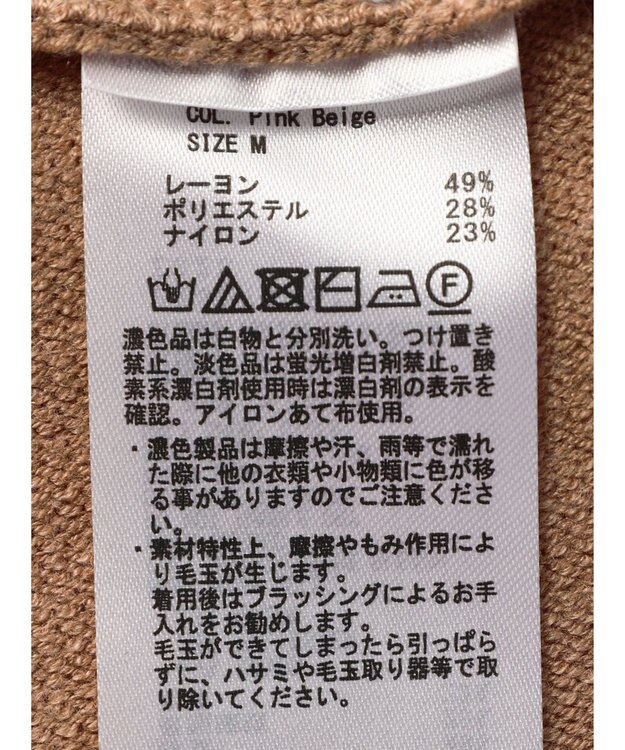 COL. Pink Beige
SIZE M
レーヨン 49%
ポリエステル 28%
ナイロン 23%
F
濃色品は白物と分別洗い。つけ置き
禁止。淡色品は蛍光増白剤禁止。酸
素系漂白剤使用時は漂白剤の表示を
確認。アイロンあて布使用。
・濃色製品は摩擦や汗、雨等で濡れ
た際に他の衣類や小物類に色が移
る事がありますのでご注意くださ
い。
・素材特性上、摩擦やもみ作用によ
り毛玉が生じます。
着用後はブラッシングによるお手
入れをお勧めします。
毛玉ができてしまったら引っぱら
ずに、ハサミや毛玉取り器等で取
り除いてください。